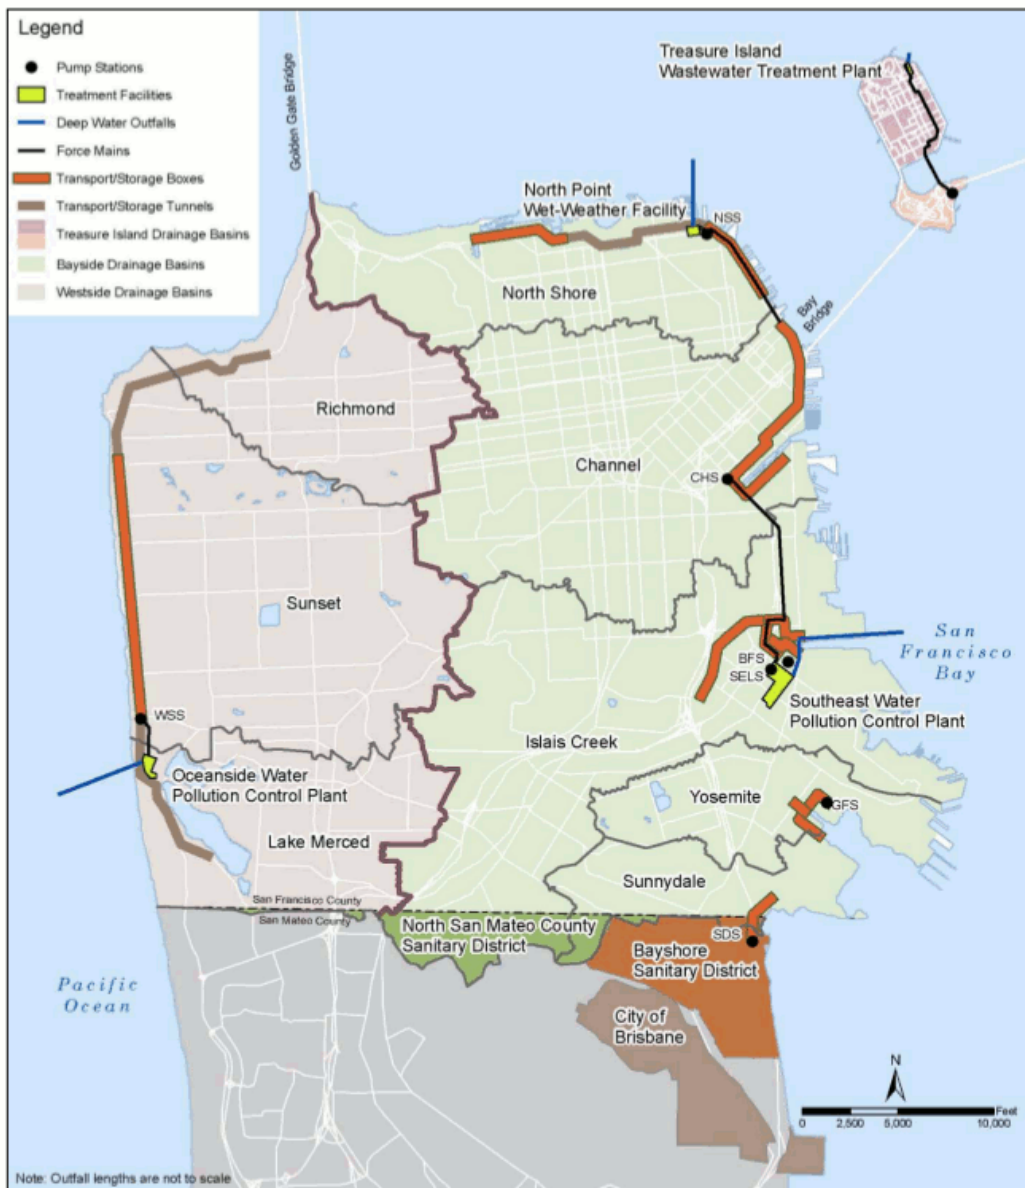 Legend
Pump Stations
Treatment Facilities
Deep Water Outfalls
Force Mains
Transport/Storage Boxes
Transport/Storage Tunnels
Treasure Island Drainage Basins
Bayside Drainage Basins
Westside Drainage Basins
Golden Gate Bridge
Treasure Island
Wastewater Treatment Plant
North Point
Wet-Weather Facility
NSS
North Shore
Bay
Bridge
Richmond
Channel
CHS
Sunset
San
Francisco
Bay
BFS
SELS
Southeast Water
Pollution Control Plant
WSS
Islais Creek
Oceanside Water
Pollution Control Plant
Yosemite
GFS
Lake Merced
Sunnydale
San Francisco County
San Mateo County
North San Mateo County
Sanitary District
SDS
Bayshore
Sanitary District
Pacific
Ocean
City of
Brisbane
N
Feet
0 2,500 5,000 10,000
Note: Outfall lengths are not to scale